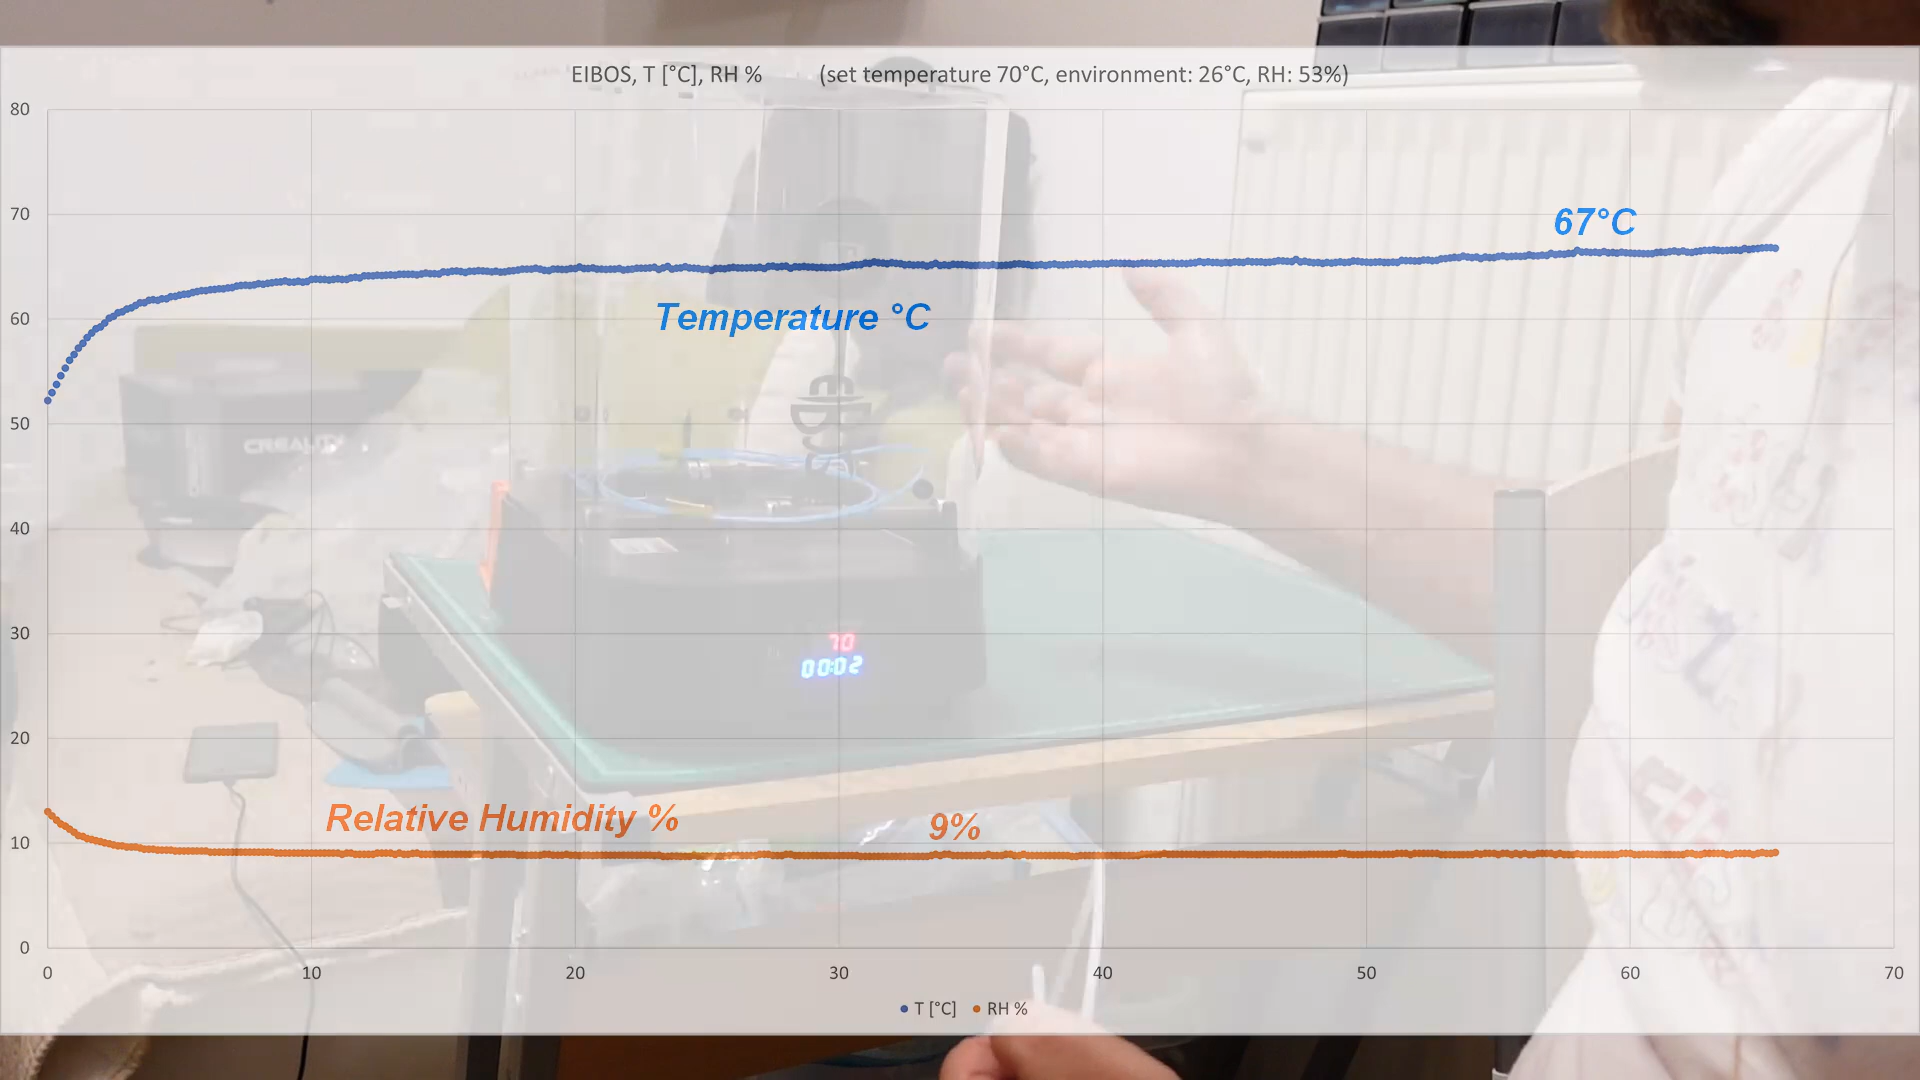 EIBOS, T [°C], RH % (set temperature 70°C, environment: 26°C, RH: 53%)
80
70
60
50
40
30
20
10
0
67°C
Temperature °C
CREALITY
70
00:02
Relative Humidity %
9%
0 10 20 30 40 50 60 70
T [°C] RH %